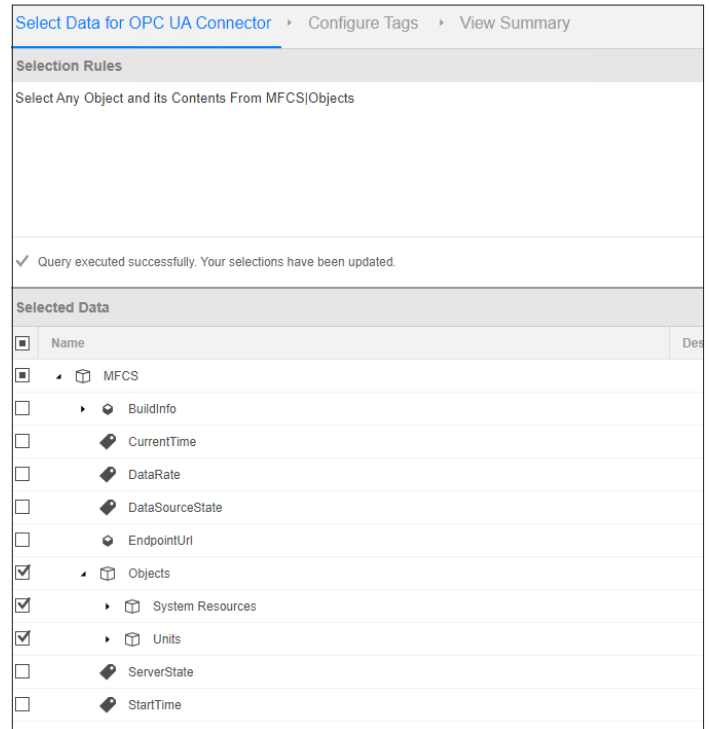 Select Data for OPC UA Connector Configure Tags View Summary
Selection Rules
Select Any Object and its Contents From MFCS|Objects
Query executed successfully. Your selections have been updated.
Selected Data
Name Des
MFCS
BuildInfo
CurrentTime
DataRate
DataSourceState
EndpointUrl
Objects
System Resources
Units
ServerState
StartTime